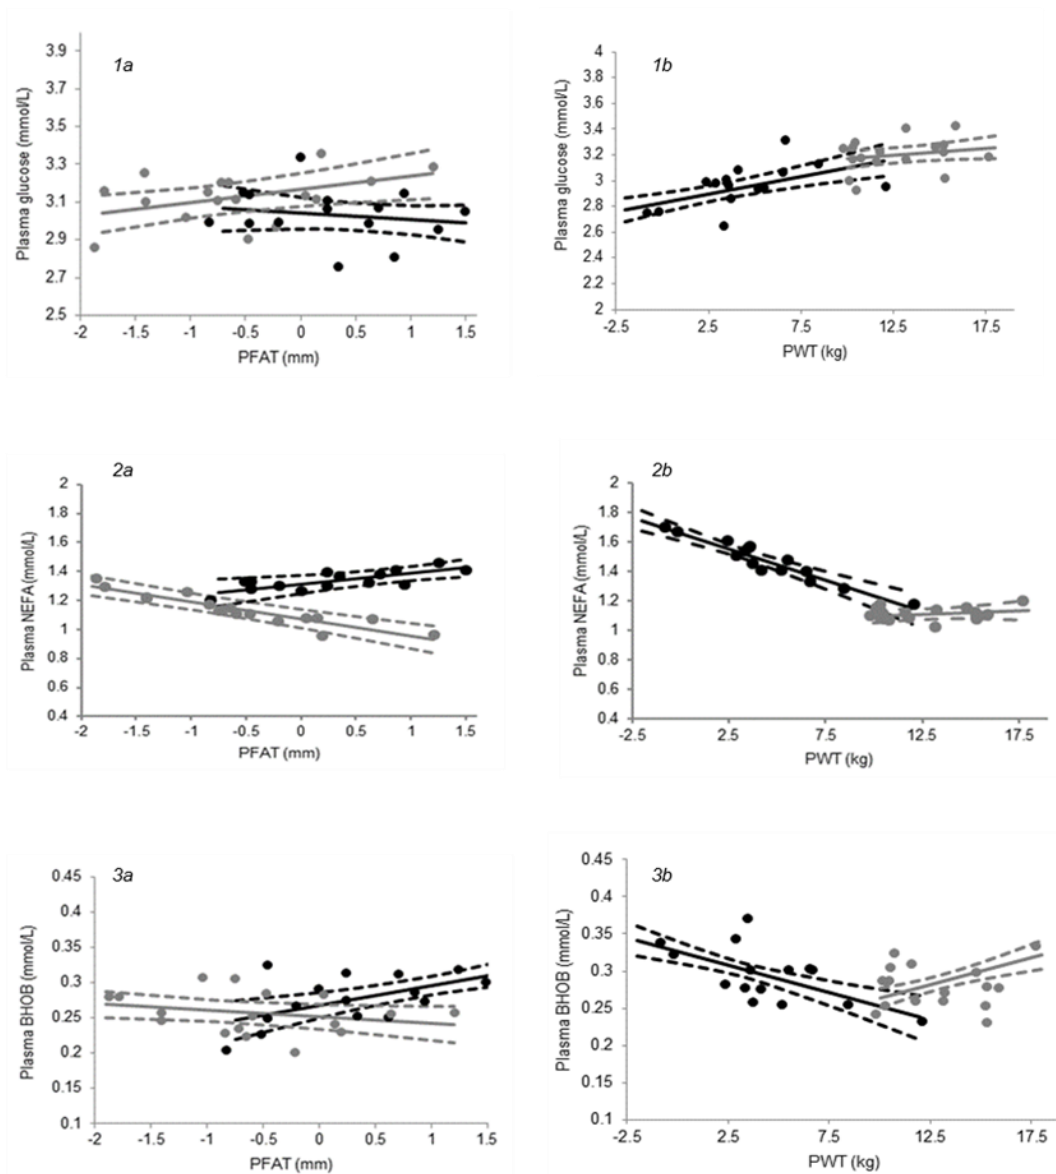 1a
Plasma glucose (mmol/L)
3.9
3.7
3.5
3.3
3.1
2.9
2.7
2.5
-2 -1.5 -1 -0.5 0 0.5 1 1.5
PFAT (mm)
1b
Plasma glucose (mmol/L)
4
3.8
3.6
3.4
3.2
3
2.8
2.6
2.4
2.2
2
-2.5 2.5 7.5 12.5 17.5
PWT (kg)
2a
Plasma NEFA (mmol/L)
2
1.8
1.6
1.4
1.2
1
0.8
0.6
0.4
-2 -1.5 -1 -0.5 0 0.5 1 1.5
PFAT (mm)
2b
Plasma NEFA (mmol/L)
2
1.8
1.6
1.4
1.2
1
0.8
0.6
0.4
-2.5 2.5 7.5 12.5 17.5
PWT (kg)
3a
Plasma BHOB (mmol/L)
0.45
0.4
0.35
0.3
0.25
0.2
0.15
0.1
-2 -1.5 -1 -0.5 0 0.5 1 1.5
PFAT (mm)
3b
Plasma BHOB (mmol/L)
0.45
0.4
0.35
0.3
0.25
0.2
0.15
0.1
-2.5 2.5 7.5 12.5 17.5
PWT (kg)